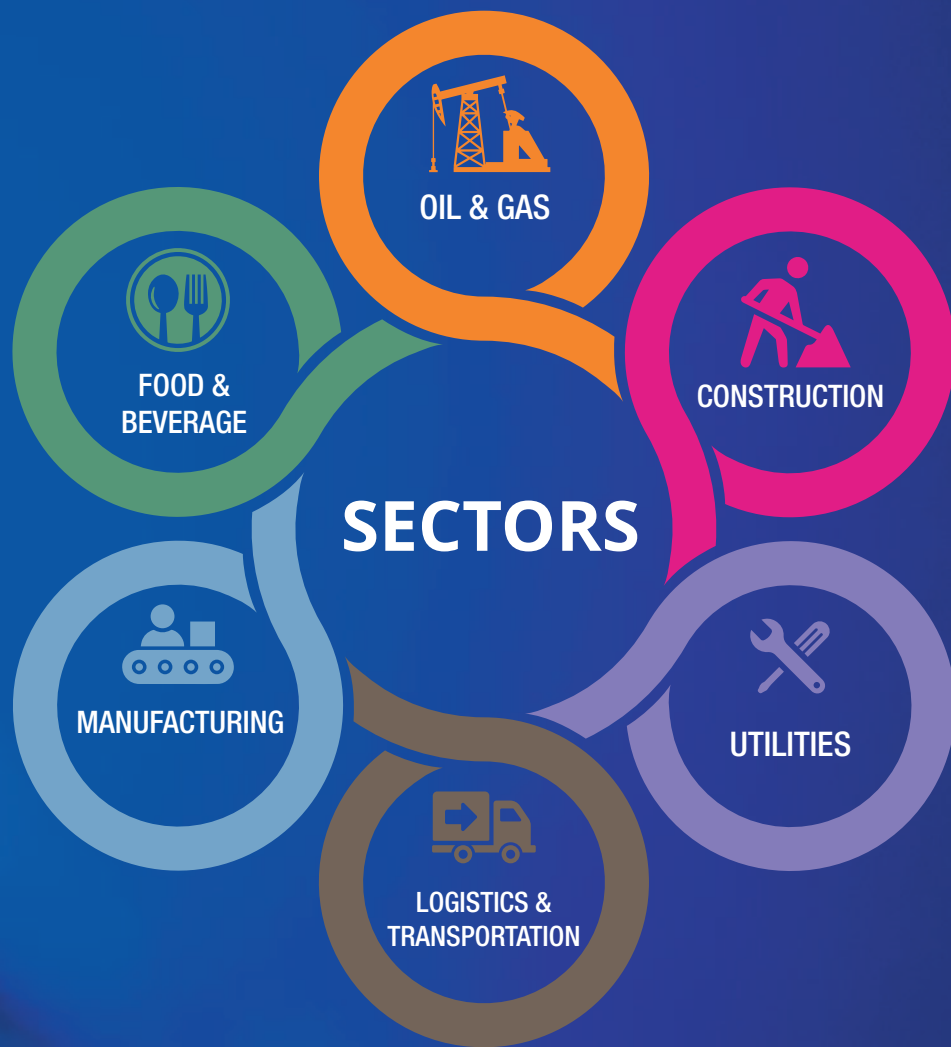 OIL & GAS
CONSTRUCTION
FOOD &
BEVERAGE
SECTORS
MANUFACTURING
UTILITIES
LOGISTICS &
TRANSPORTATION